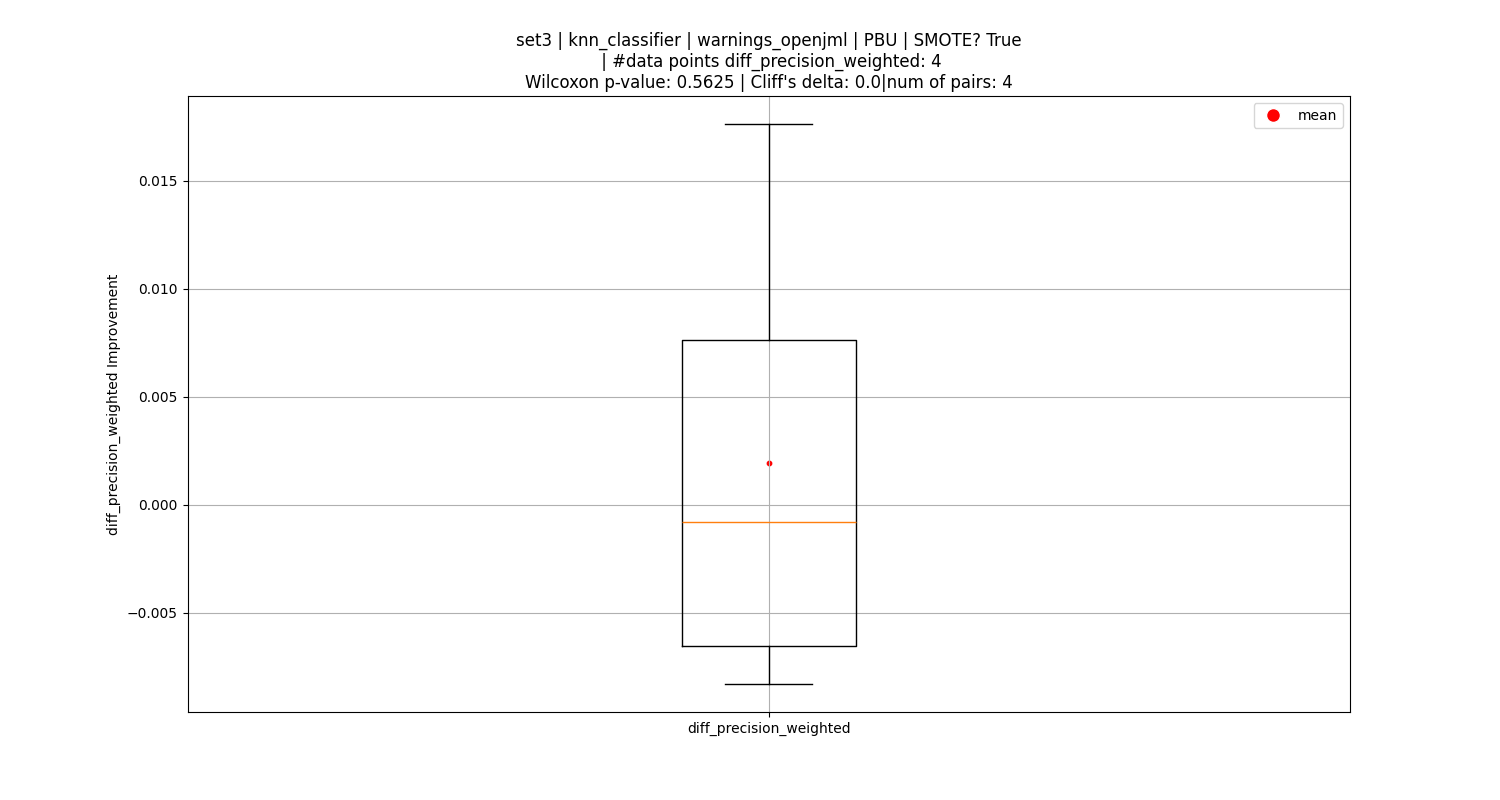 set3 | knn_classifier | warnings_openjml | PBU | SMOTE? True
| #data points diff_precision_weighted: 4
Wilcoxon p-value: 0.5625 | Cliff's delta: 0.0|num of pairs: 4
mean
0.015
0.010
0.005
0.000
−0.005
diff_precision_weighted Improvement
diff_precision_weighted